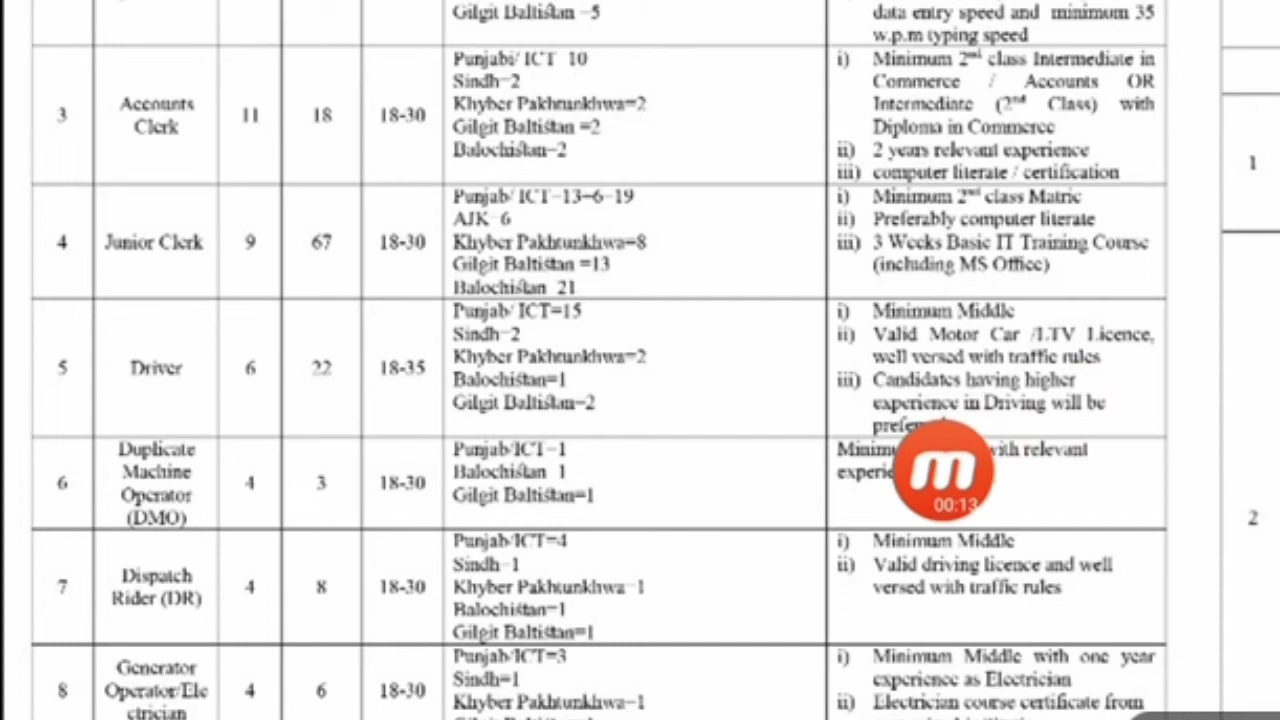 Gilgit Baltistan =5
data entry speed and minimum 35
w.p.m typing speed
3
Accounts
Clerk
11
18
18-30
Punjab/ ICT=10
Sindh=2
Khyber Pakhtunkhwa=2
Gilgit Baltistan =2
Balochistan=2
i) Minimum 2nd class Intermediate in
Commerce / Accounts OR
Intermediate (2nd Class) with
Diploma in Commerce
ii) 2 years relevant experience
iii) computer literate / certification
4
Junior Clerk
9
67
18-30
Punjab/ ICT=13+6=19
AJK=6
Khyber Pakhtunkhwa=8
Gilgit Baltistan =13
Balochistan=21
i) Minimum 2nd class Matric
ii) Preferably computer literate
iii) 3 Weeks Basic IT Training Course
(including MS Office)
5
Driver
6
22
18-35
Punjab/ ICT=15
Sindh=2
Khyber Pakhtunkhwa=2
Balochistan=1
Gilgit Baltistan=2
i) Minimum Middle
ii) Valid Motor Car /LTV Licence,
well versed with traffic rules
iii) Candidates having higher
experience in Driving will be
6
Duplicate
Machine
Operator
(DMO)
4
3
18-30
Punjab/ICT=1
Balochistan=1
Gilgit Baltistan=1
with relevant
7
Dispatch
Rider (DR)
4
8
18-30
Punjab/ICT=4
Sindh=1
Khyber Pakhtunkhwa=1
Balochistan=1
Gilgit Baltistan=1
i) Minimum Middle
ii) Valid driving licence and well
versed with traffic rules
8
Generator
Operator/Ele
ctrician
4
6
18-30
Punjab/ICT=3
Sindh=1
Khyber Pakhtunkhwa=1
i) Minimum Middle with one year
experience as Electrician
ii) Electrician course certificate from
1
2
00:13